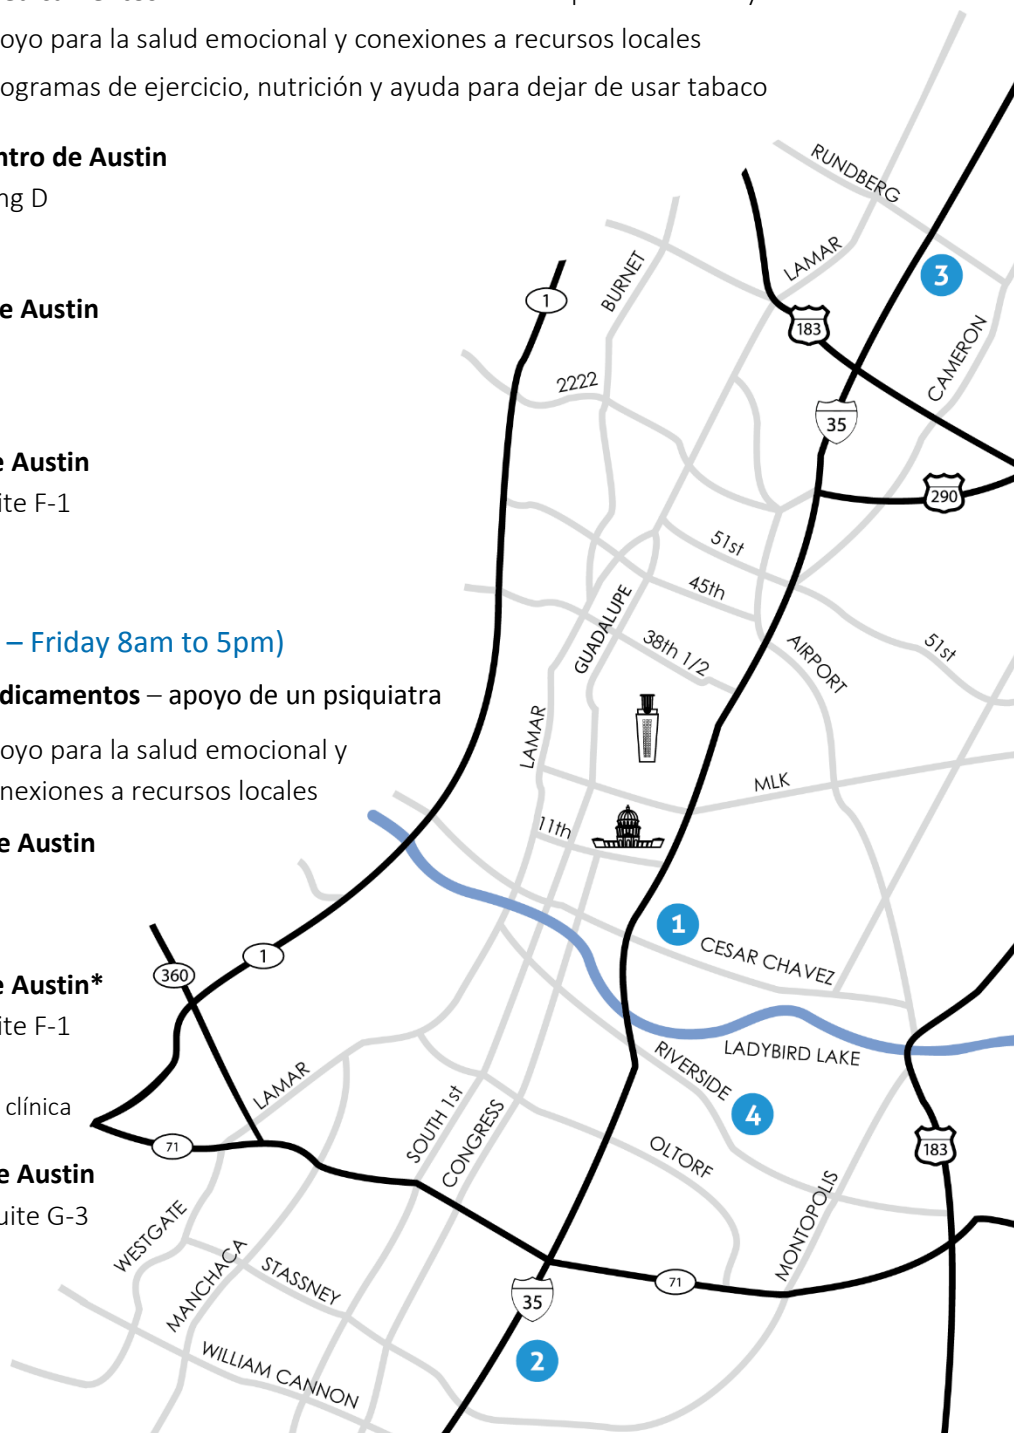 oyo para la salud emocional y conexiones a recursos locales
ogramas de ejercicio, nutrición y ayuda para dejar de usar tabaco
ntro de Austin
ng D
e Austin
e Austin
ite F-1
– Friday 8am to 5pm)
dicamentos – apoyo de un psiquiatra
oyo para la salud emocional y
nexiones a recursos locales
e Austin
e Austin*
ite F-1
clínica
e Austin
uite G-3
RUNDBERG
LAMAR
3
BURNET
1
183
CAMERON
2222
35
290
51st
45th
GUADALUPE
38th 1/2
AIRPORT
51st
LAMAR
MLK
11th
1
CESAR CHAVEZ
1
360
LADYBIRD LAKE
RIVERSIDE
4
LAMAR
SOUTH 1st
CONGRESS
OLTORF
183
71
MONTOPOLIS
WESTGATE
MANCHACA
STASSNEY
71
35
WILLIAM CANNON
2